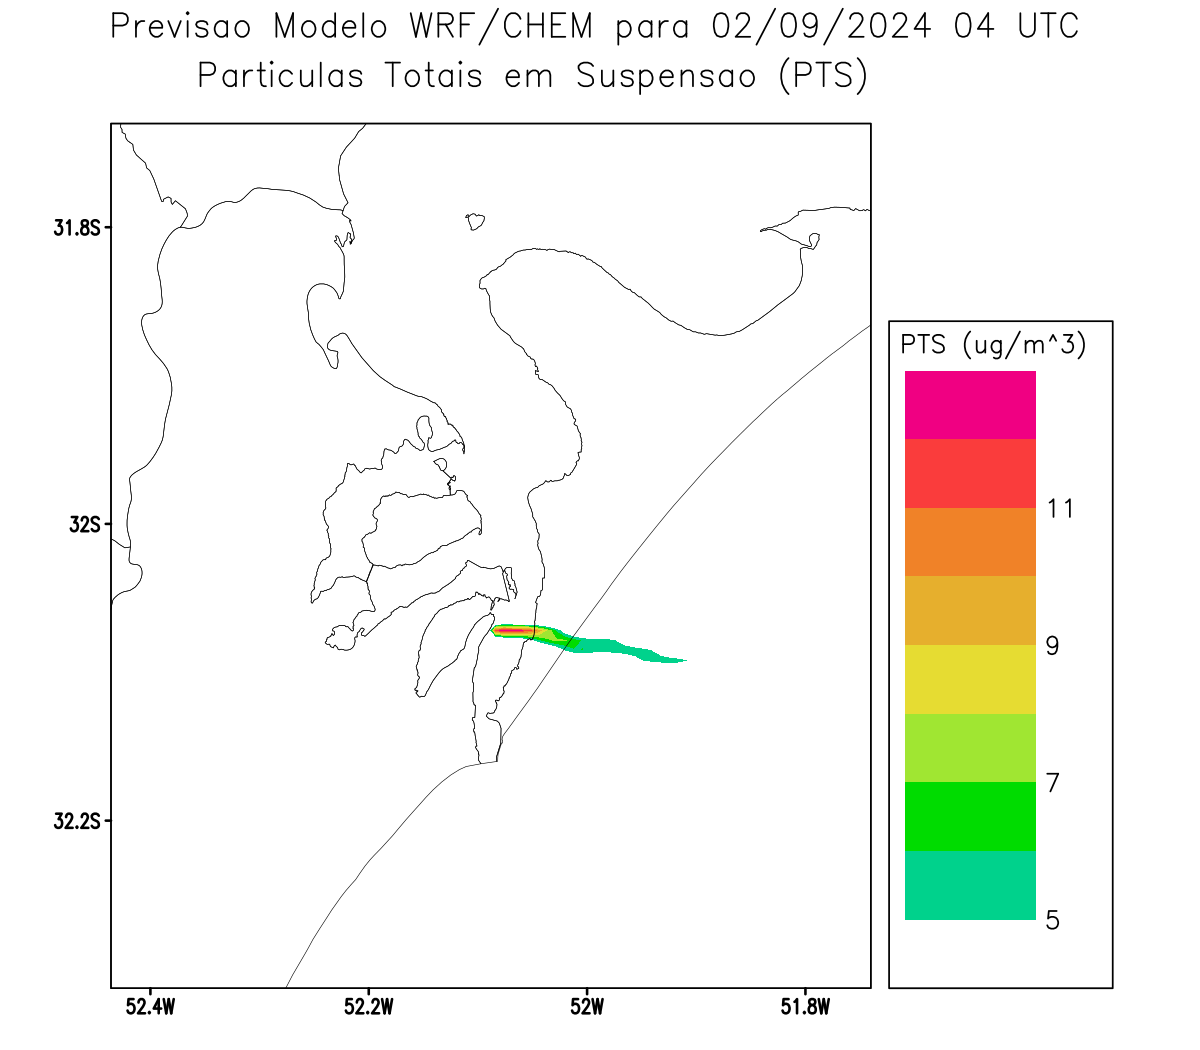 Previsao Modelo WRF/CHEM para 02/09/2024 04 UTC
Particulas Totais em Suspensao (PTS)
31.8S
32S
32.2S
52.4W
52.2W
52W
51.8W
PTS (ug/m^3)
11
9
7
5